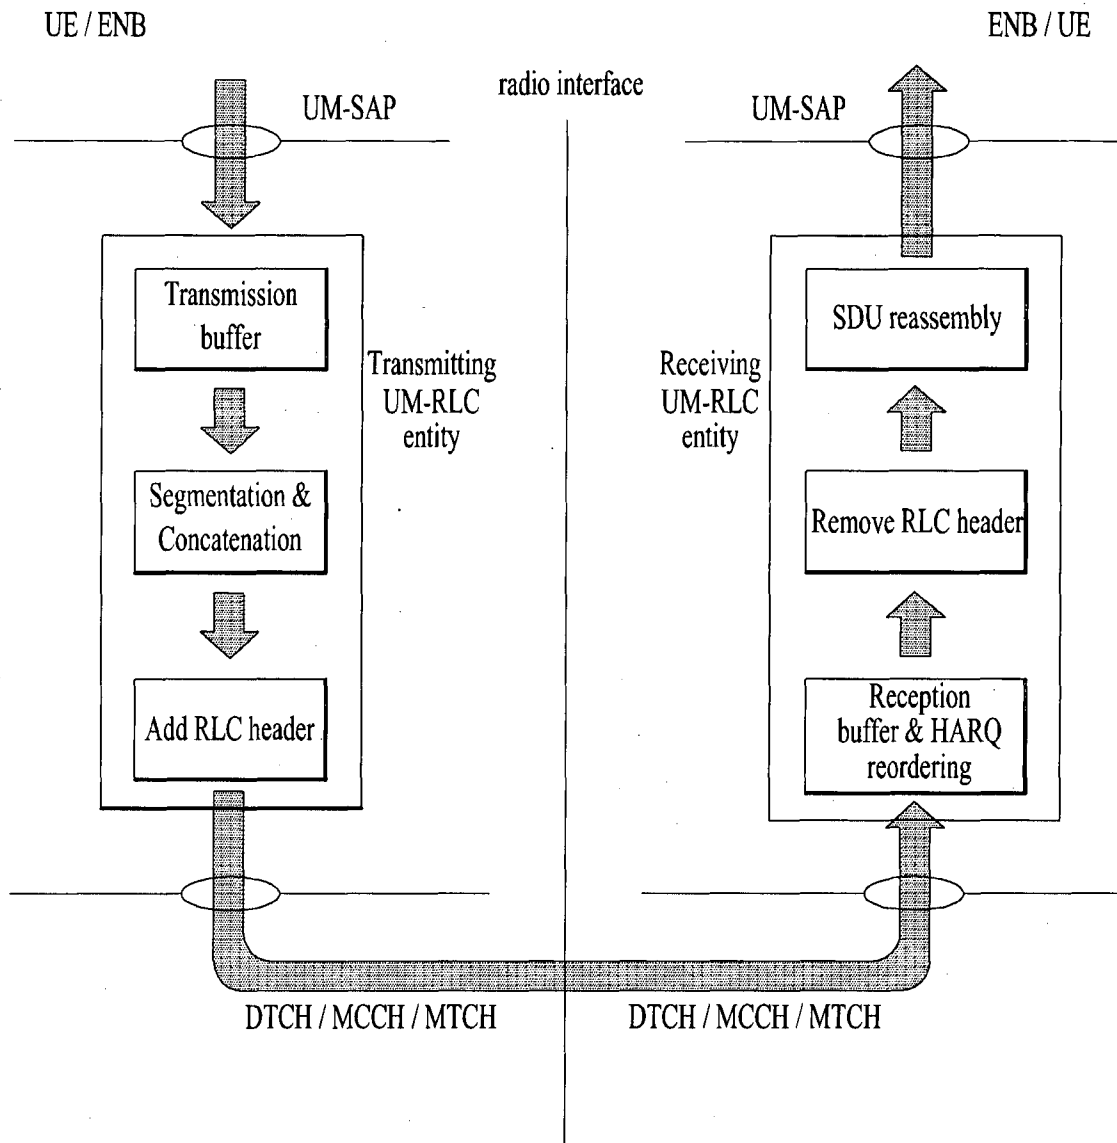 UE / ENB
ENB / UE
radio interface
UM-SAP
UM-SAP
Transmission
buffer
Transmitting
UM-RLC
entity
Segmentation &
Concatenation
Add RLC header
SDU reassembly
Receiving
UM-RLC
entity
Remove RLC header
Reception
buffer & HARQ
reordering
DTCH / MCCH / MTCH
DTCH / MCCH / MTCH